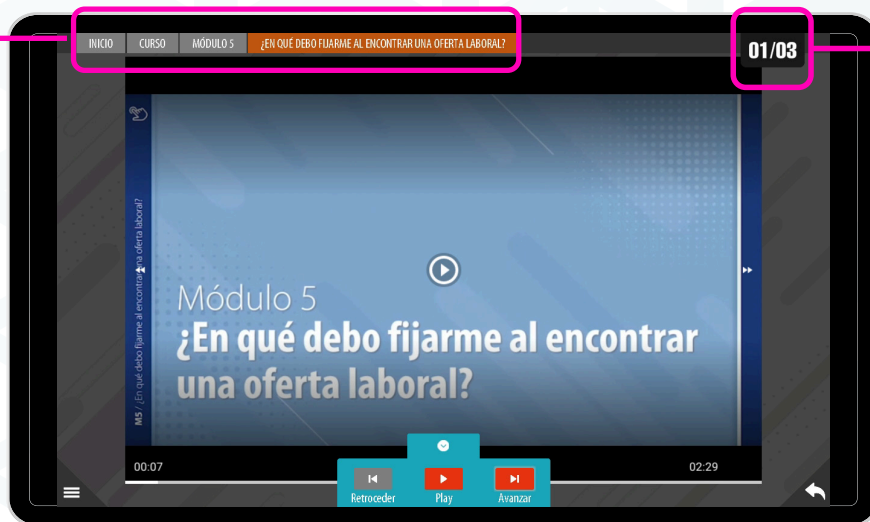 INICIO CURSO MÓDULO 5 ¿EN QUÉ DEBO FIJARME AL ENCONTRAR UNA OFERTA LABORAL?
01/03
M5 / ¿En qué debo fijarme al encontrar una oferta laboral?
Módulo 5
¿En qué debo fijarme al encontrar
una oferta laboral?
00:07
02:29
Retroceder Play Avanzar